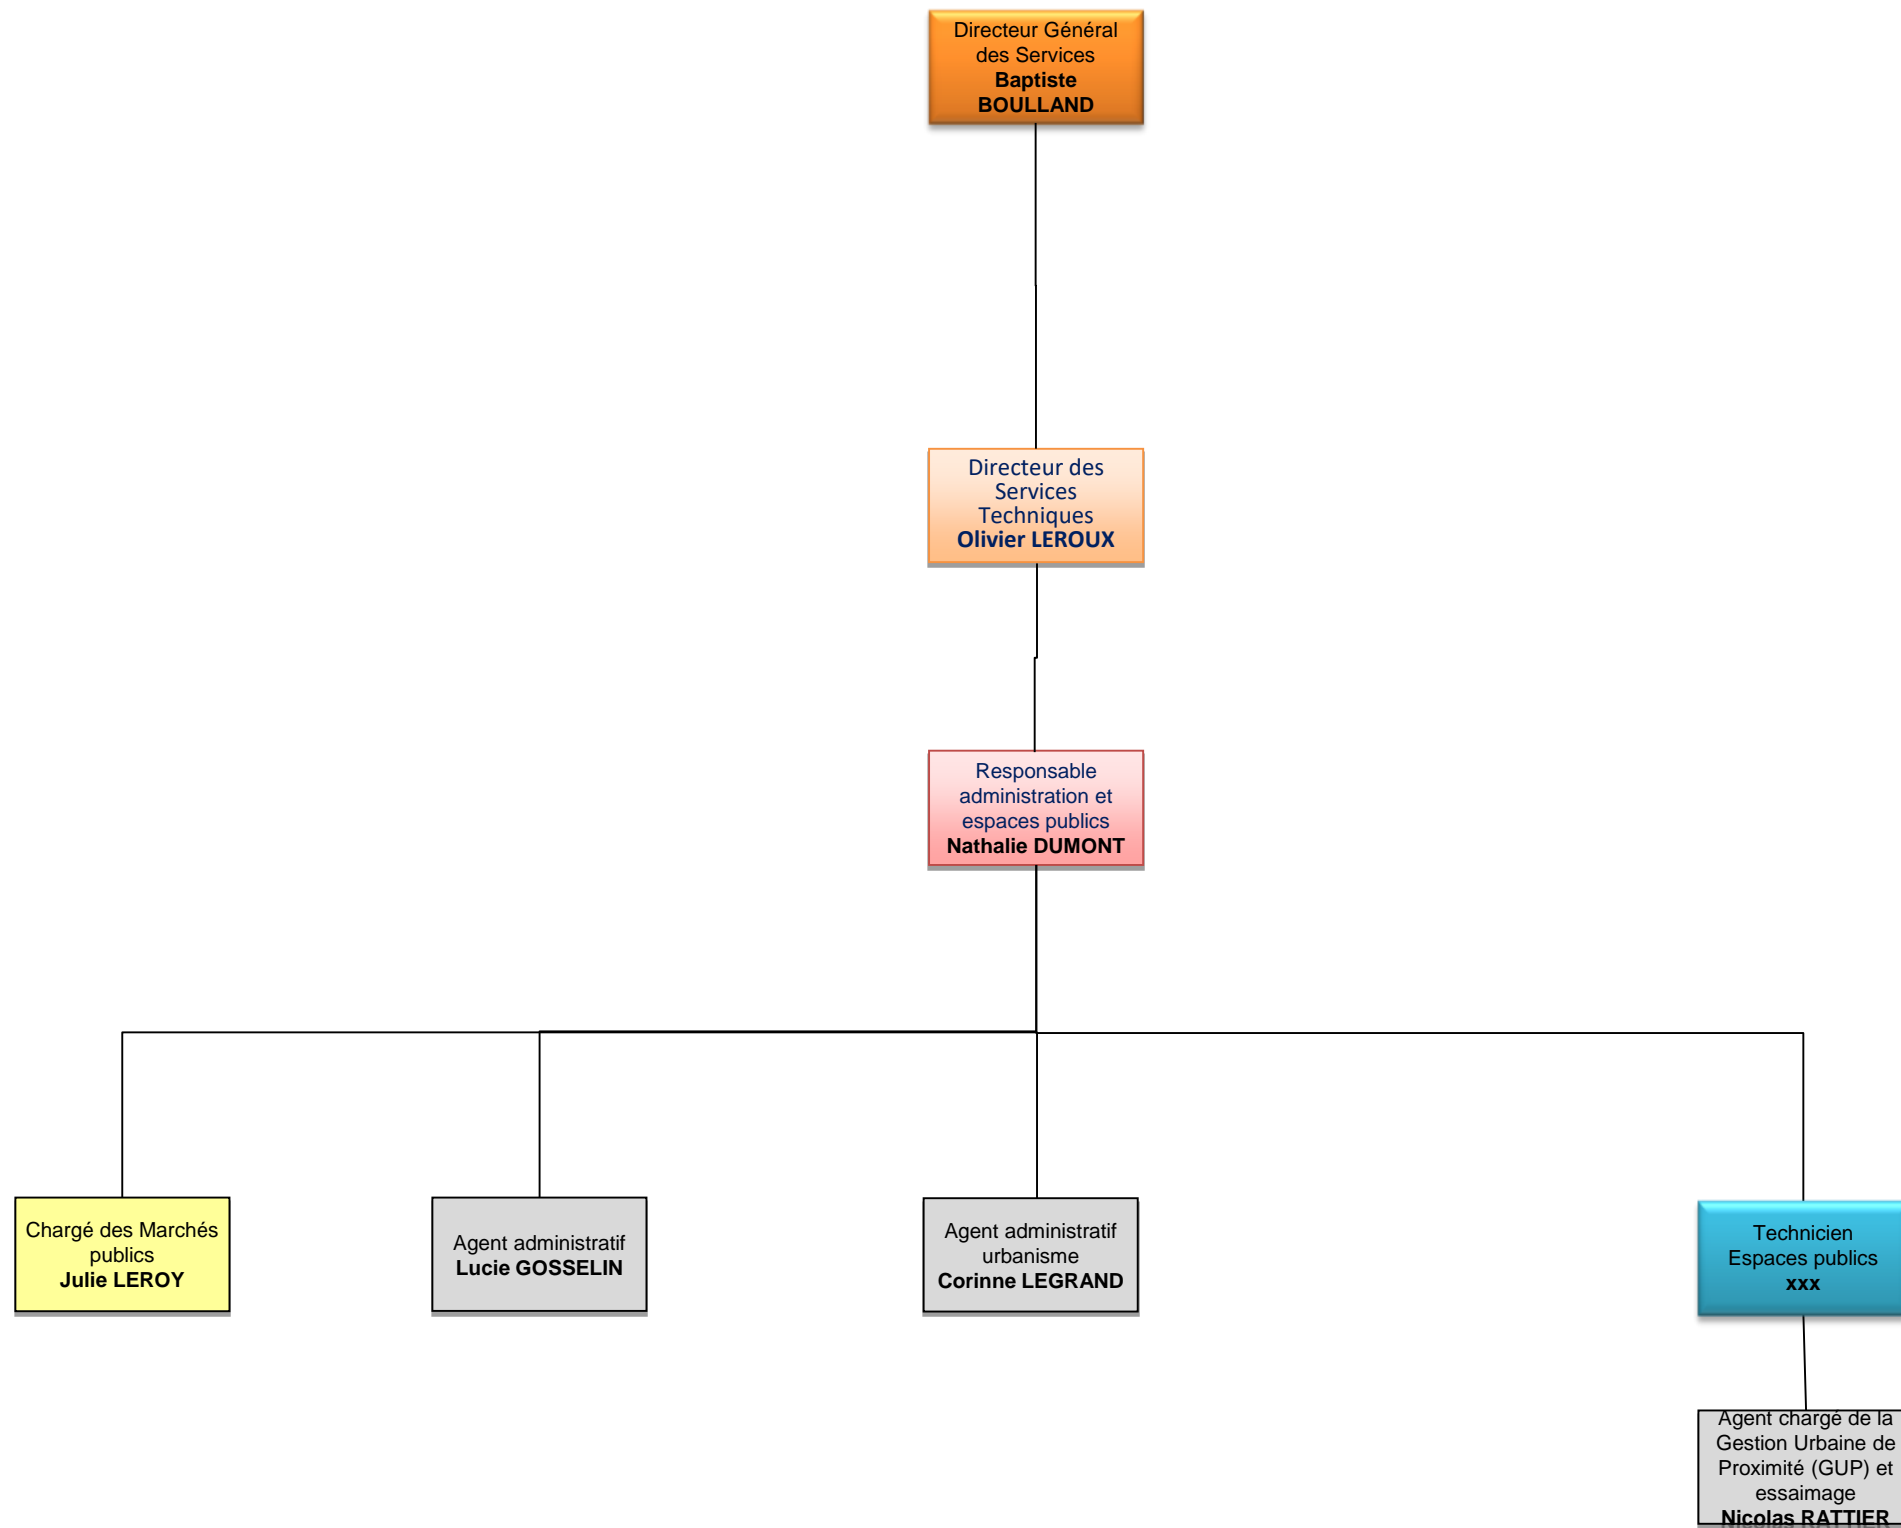 Directeur Général
des Services
Baptiste
BOULLAND
Directeur des
Services
Techniques
Olivier LEROUX
Responsable
administration et
espaces publics
Nathalie DUMONT
Chargé des Marchés
publics
Julie LEROY
Agent administratif
Lucie GOSSELIN
Agent administratif
urbanisme
Corinne LEGRAND
Technicien
Espaces publics
xxx
Agent chargé de la
Gestion Urbaine de
Proximité (GUP) et
essaimage
Nicolas RATTIER